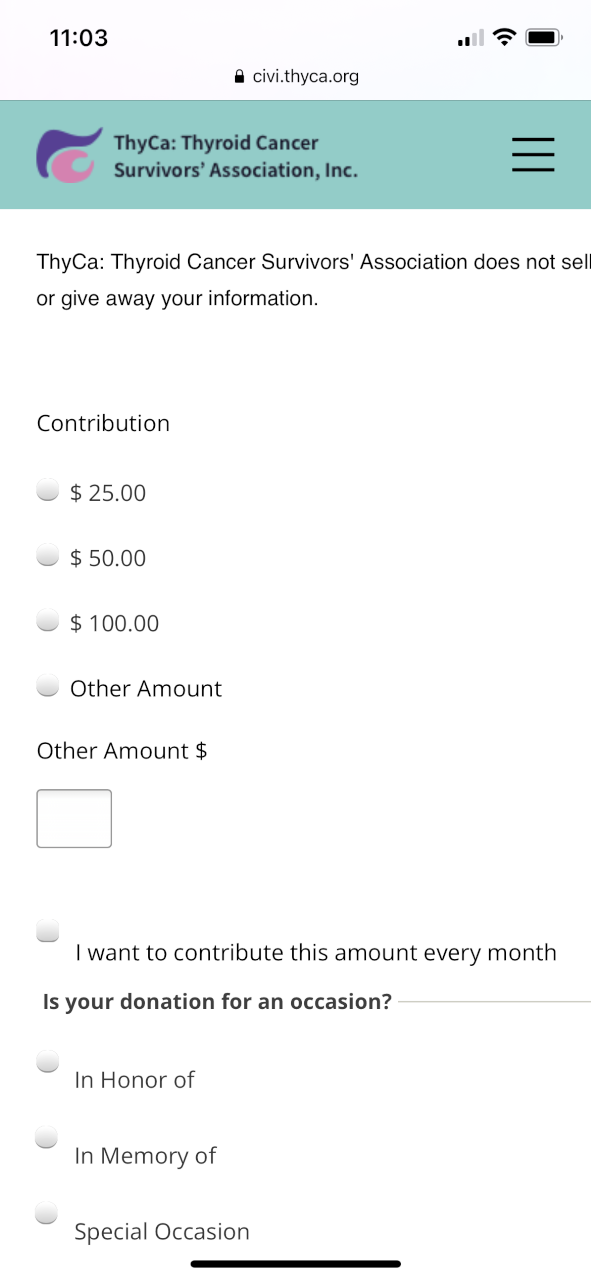 11:03
civi.thyca.org
ThyCa: Thyroid Cancer
Survivors' Association, Inc.
ThyCa: Thyroid Cancer Survivors' Association does not sell
or give away your information.
Contribution
$ 25.00
$ 50.00
$ 100.00
Other Amount
Other Amount $
I want to contribute this amount every month
Is your donation for an occasion?
In Honor of
In Memory of
Special Occasion